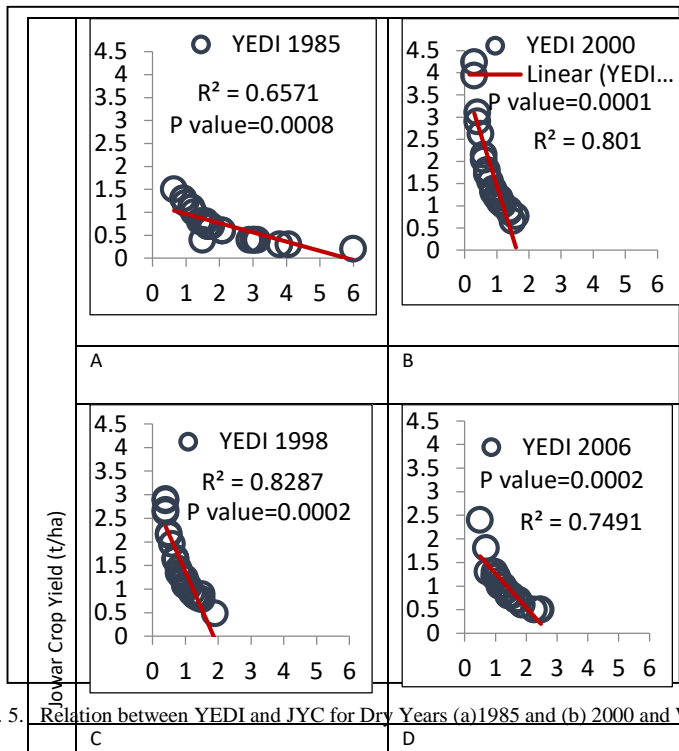 YEDI 1985
R² = 0.6571
P value=0.0008
4.5
4
3.5
3
2.5
2
1.5
1
0.5
0
0 1 2 3 4 5 6
A
YEDI 2000
Linear (YEDI...
P value=0.0001
R² = 0.801
4.5
4
3.5
3
2.5
2
1.5
1
0.5
0
0 1 2 3 4 5 6
B
YEDI 1998
R² = 0.8287
P value=0.0002
4.5
4
3.5
3
2.5
2
1.5
1
0.5
0
0 1 2 3 4 5 6
YEDI 2006
P value=0.0002
R² = 0.7491
4.5
4
3.5
3
2.5
2
1.5
1
0.5
0
0 1 2 3 4 5 6
Jowar Crop Yield (t/ha)
. 5. Relation between YEDI and JYC for Dry Years (a)1985 and (b) 2000 and
C
D